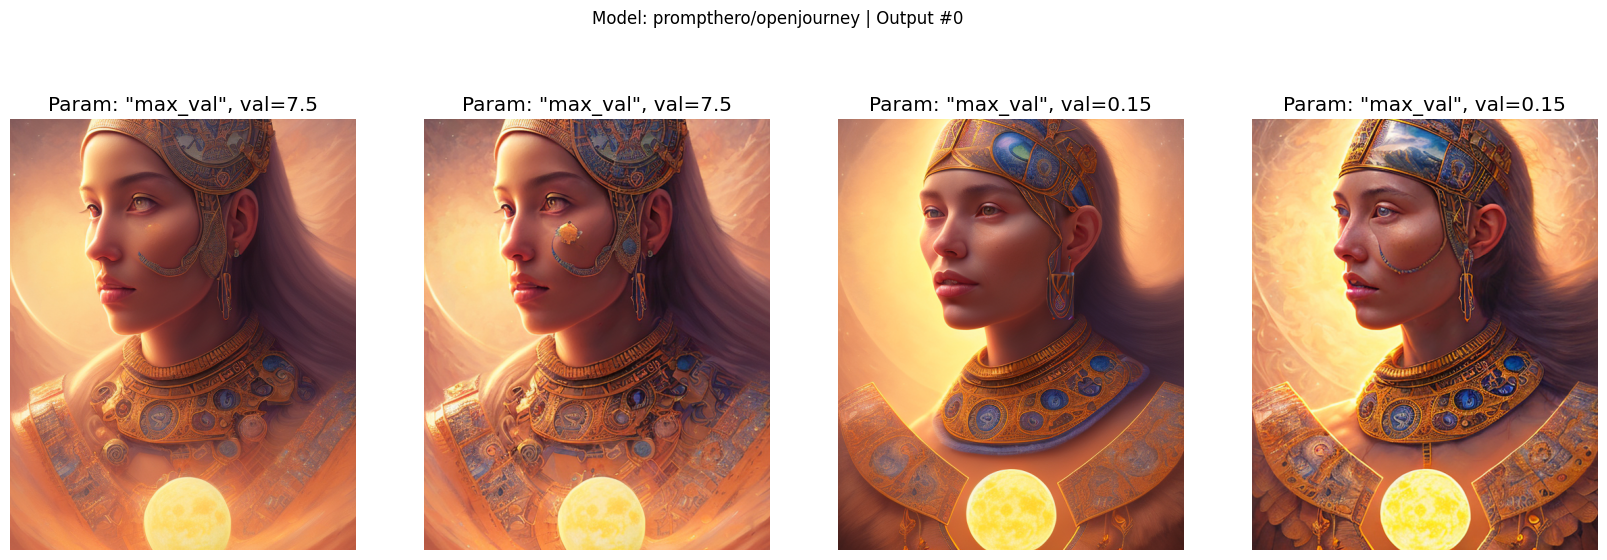 Model: prompthero/openjourney | Output #0
Param: "max_val", val=7.5
Param: "max_val", val=7.5
Param: "max_val", val=0.15
Param: "max_val", val=0.15